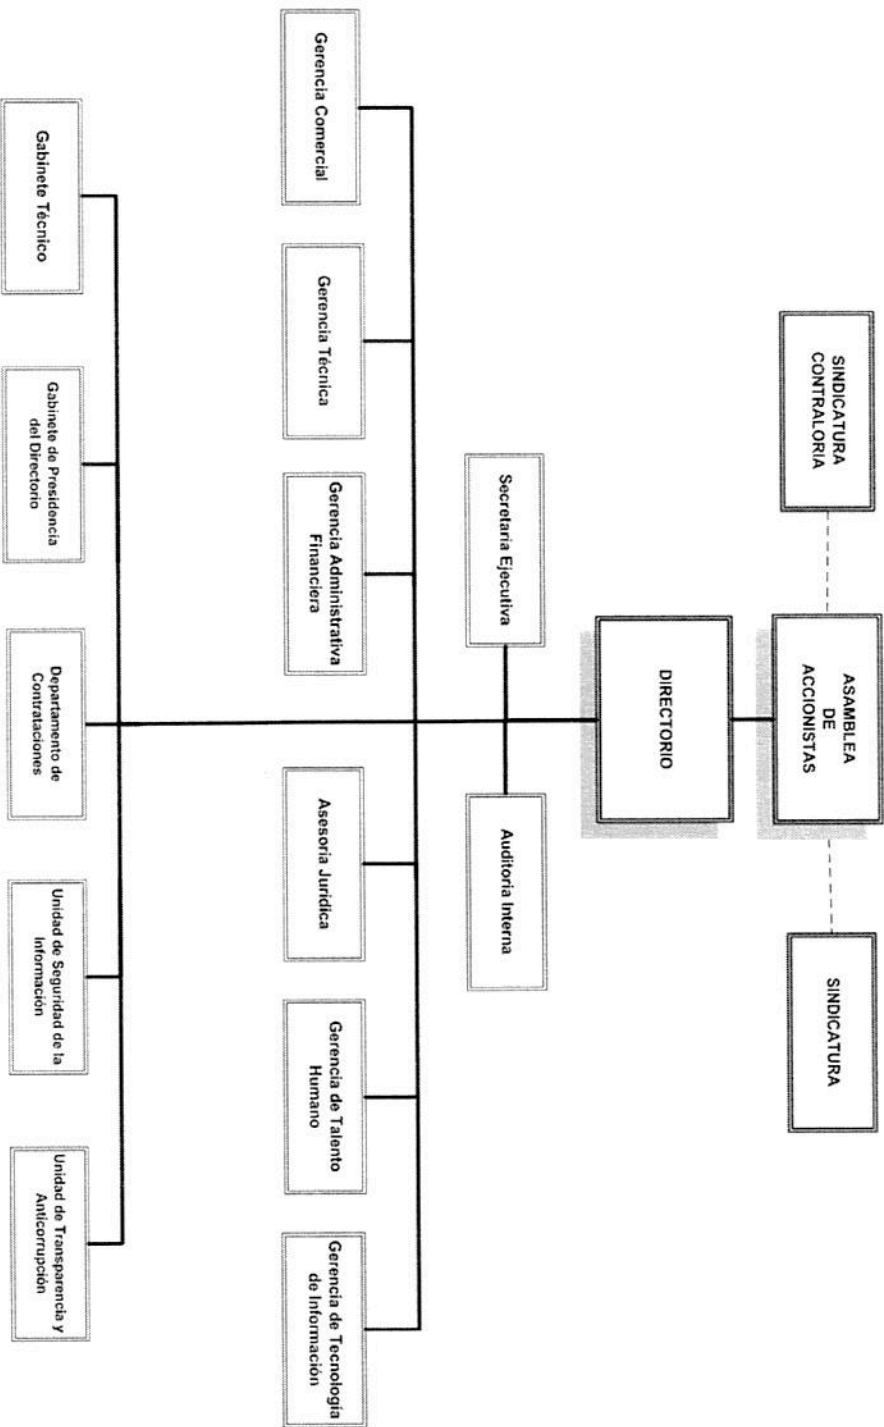 SINDICATURA
CONTRALORIA
ASAMBLEA
DE
ACCIONISTAS
SINDICATURA
DIRECTORIO
Secretaria Ejecutiva
Auditoria Interna
Gerencia Comercial
Gerencia Técnica
Gerencia Administrativa
Financiera
Asesoría Jurídica
Gerencia de Talento
Humano
Gerencia de Tecnología
de Información
Gabinete Técnico
Gabinete de Presidencia
del Directorio
Departamento de
Contrataciones
Unidad de Seguridad de la
Información
Unidad de Transparencia y
Anticorrupción